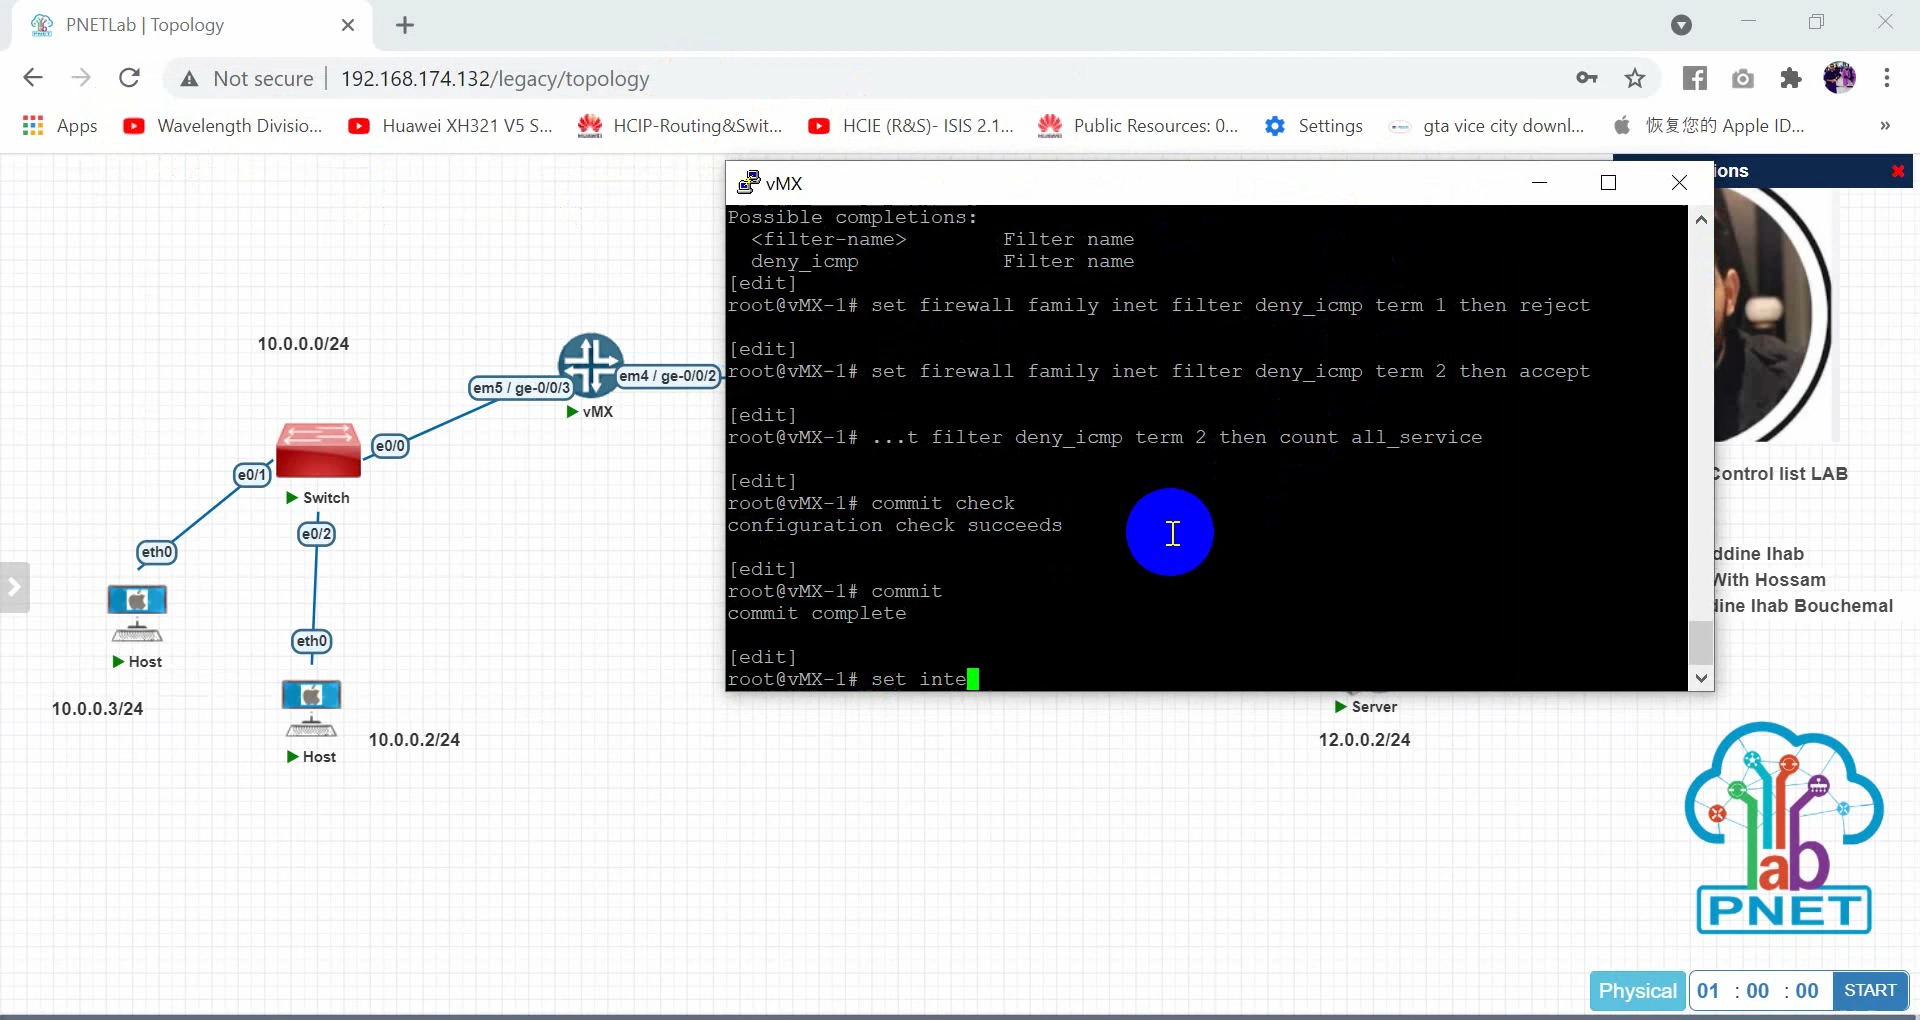 PNETLab | Topology
Not secure
192.168.174.132/legacy/topology
Apps
Wavelength Divisio...
Huawei XH321 V5 S...
HCIP-Routing&Swit...
HCIE (R&S)- ISIS 2.1...
Public Resources: 0...
Settings
gta vice city downl...
恢复您的 Apple ID...
»
vMX
ions
Possible completions:
<filter-name> Filter name
deny_icmp Filter name
[edit]
root@vMX-1# set firewall family inet filter deny_icmp term 1 then reject
[edit]
root@vMX-1# set firewall family inet filter deny_icmp term 2 then accept
[edit]
root@vMX-1# ...t filter deny_icmp term 2 then count all_service
[edit]
root@vMX-1# commit check
configuration check succeeds
[edit]
root@vMX-1# commit
commit complete
[edit]
root@vMX-1# set inte
10.0.0.0/24
em5 / ge-0/0/3
em4 / ge-0/0/2
vMX
e0/0
e0/1
Switch
e0/2
eth0
eth0
Host
10.0.0.3/24
Host
10.0.0.2/24
Control list LAB
ddine Ihab
With Hossam
dine Ihab Bouchemal
Server
12.0.0.2/24
lab
PNET
Physical
01 : 00 : 00
START